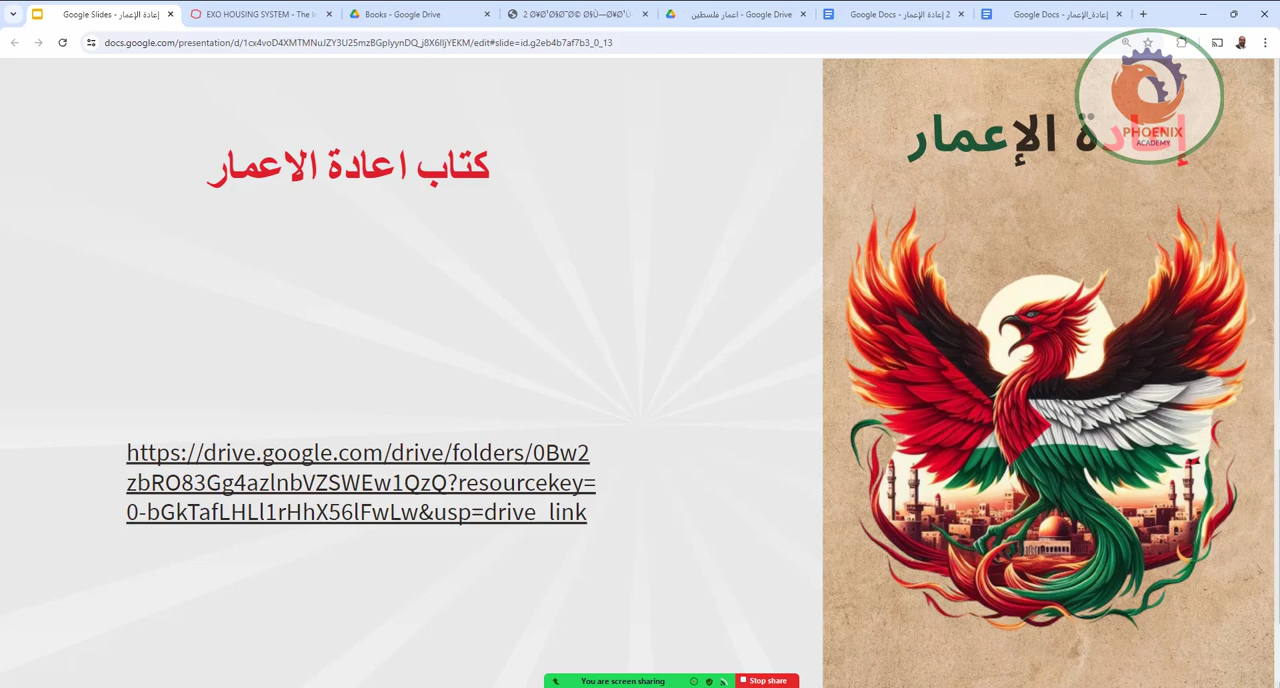 إعادة الإعمار - Google Slides
EXO HOUSING SYSTEM - The I
Books - Google Drive
اعمار فلسطين - Google Drive
2 إعادة الإعمار - Google Docs
إعادة_الإعمار - Google Docs
docs.google.com/presentation/d/1cx4voD4XMTMNuJZY3U25mzBGpIyynDQ_j8X6IIjYEKM/edit#slide=id.g2eb4b7af7b3_0_13
كتاب اعادة الاعمار
https://drive.google.com/drive/folders/0Bw2
zbRO83Gg4azlnbVZSWEw1QzQ?resourcekey=
0-bGkTafLHLl1rHhX56lFwLw&usp=drive_link
إعادة الإعمار
PHOENIX
ACADEMY
You are screen sharing
Stop share